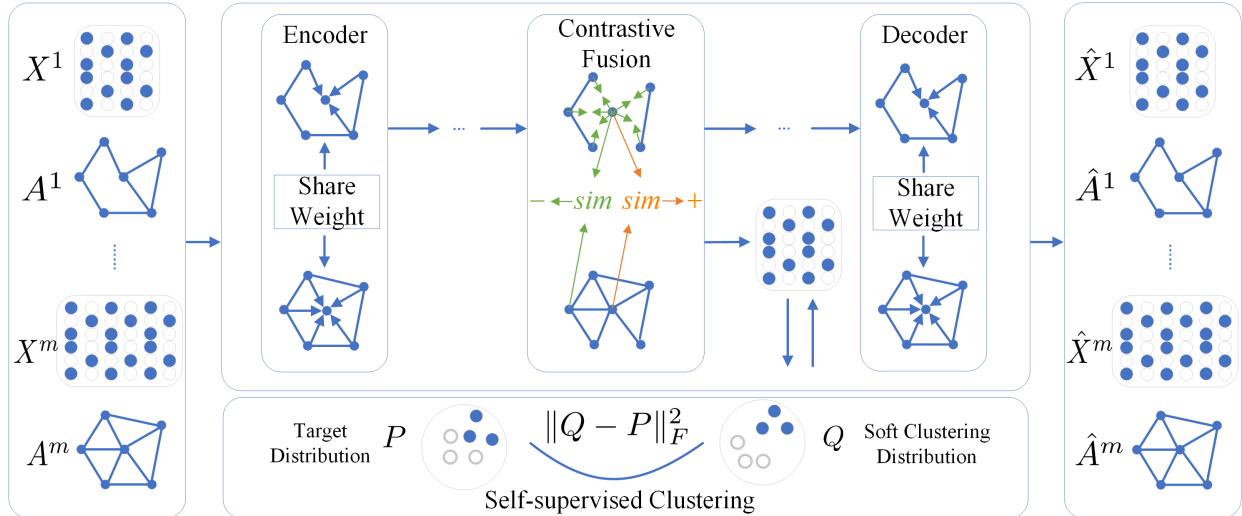 X^1
A^1
X^m
A^m
Encoder
Share
Weight
...
Contrastive
Fusion
− sim sim +
...
Decoder
Share
Weight
X̂^1
Â^1
X̂^m
Â^m
Target
Distribution
P
‖Q − P‖_F^2
Q
Soft Clustering
Distribution
Self-supervised Clustering